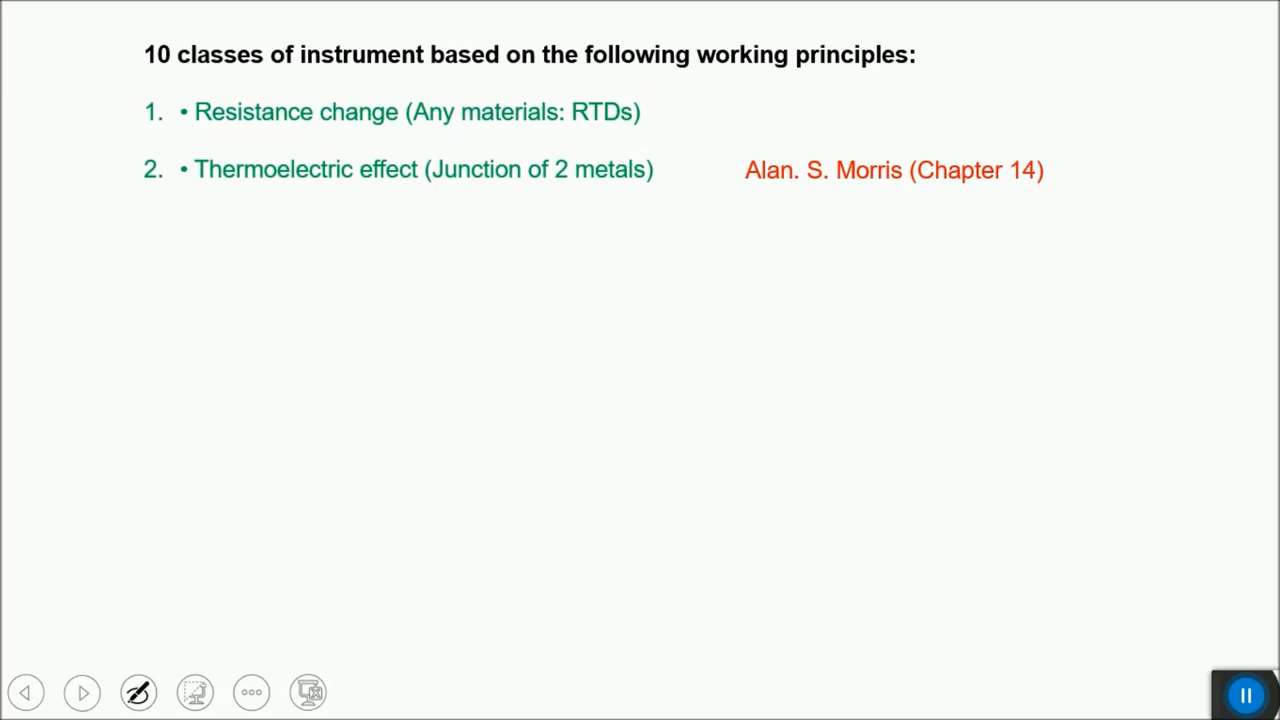 10 classes of instrument based on the following working principles:
1. • Resistance change (Any materials: RTDs)
2. • Thermoelectric effect (Junction of 2 metals) Alan. S. Morris (Chapter 14)